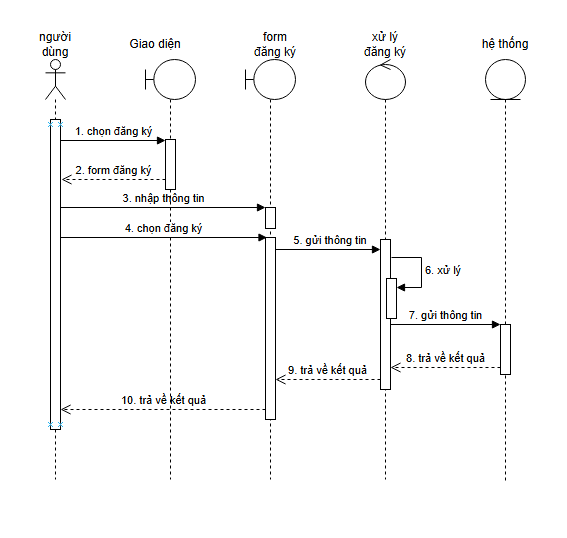 người
dùng
Giao diện
form
đăng ký
xử lý
đăng ký
hệ thống
1. chọn đăng ký
2. form đăng ký
3. nhập thông tin
4. chọn đăng ký
5. gửi thông tin
6. xử lý
7. gửi thông tin
8. trả về kết quả
9. trả về kết quả
10. trả về kết quả